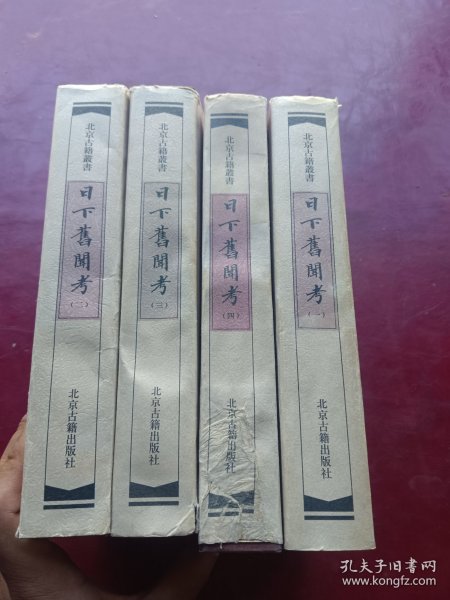 北京古籍叢書
日下舊聞考
(二)
北京古籍出版社
北京古籍叢書
日下舊聞考
(三)
北京古籍出版社
北京古籍叢書
日下舊聞考
(四)
北京古籍出版社
北京古籍叢書
日下舊聞考
(一)
北京古籍出版社
孔夫子旧书网
www.kongfz.com